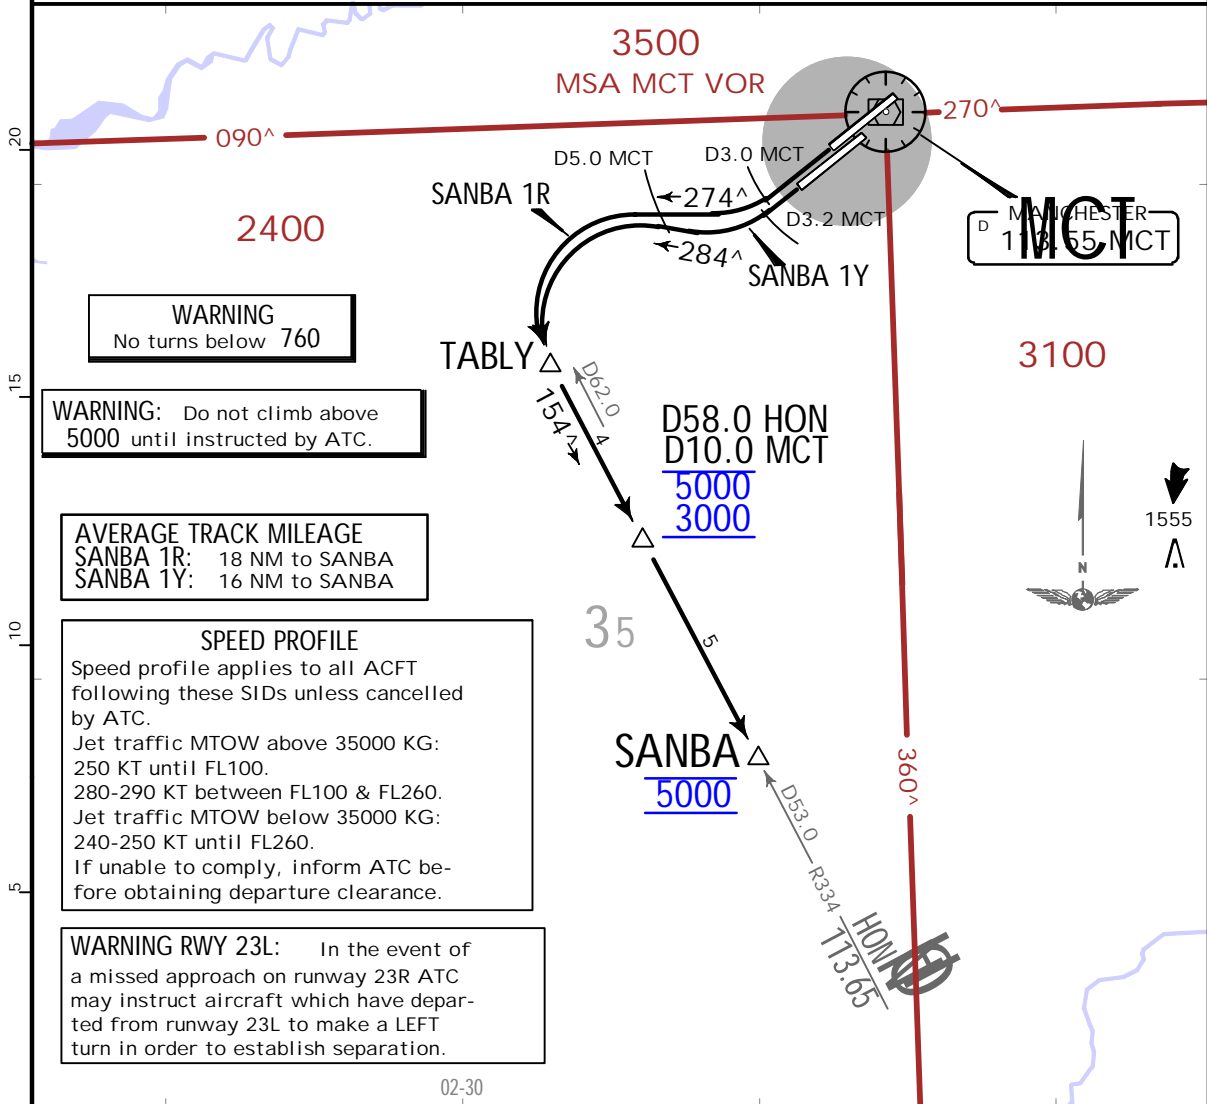 3500
MSA MCT VOR
090^
270^
20
D5.0 MCT
D3.0 MCT
SANBA 1R
274^
D3.2 MCT
MCT
MANCHESTER
D 113.55 MCT
2400
284^
SANBA 1Y
WARNING
No turns below 760
TABLY
3100
D62.0
15
154^
4
WARNING: Do not climb above
5000 until instructed by ATC.
D58.0 HON
D10.0 MCT
5000
3000
1555
AVERAGE TRACK MILEAGE
SANBA 1R: 18 NM to SANBA
SANBA 1Y: 16 NM to SANBA
N
10
35
5
SPEED PROFILE
Speed profile applies to all ACFT
following these SIDs unless cancelled
by ATC.
Jet traffic MTOW above 35000 KG:
250 KT until FL100.
280-290 KT between FL100 & FL260.
Jet traffic MTOW below 35000 KG:
240-250 KT until FL260.
If unable to comply, inform ATC be-
fore obtaining departure clearance.
SANBA
5000
360^
D53.0
R334
5
HON
113.65
WARNING RWY 23L: In the event of
a missed approach on runway 23R ATC
may instruct aircraft which have depar-
ted from runway 23L to make a LEFT
turn in order to establish separation.
02-30